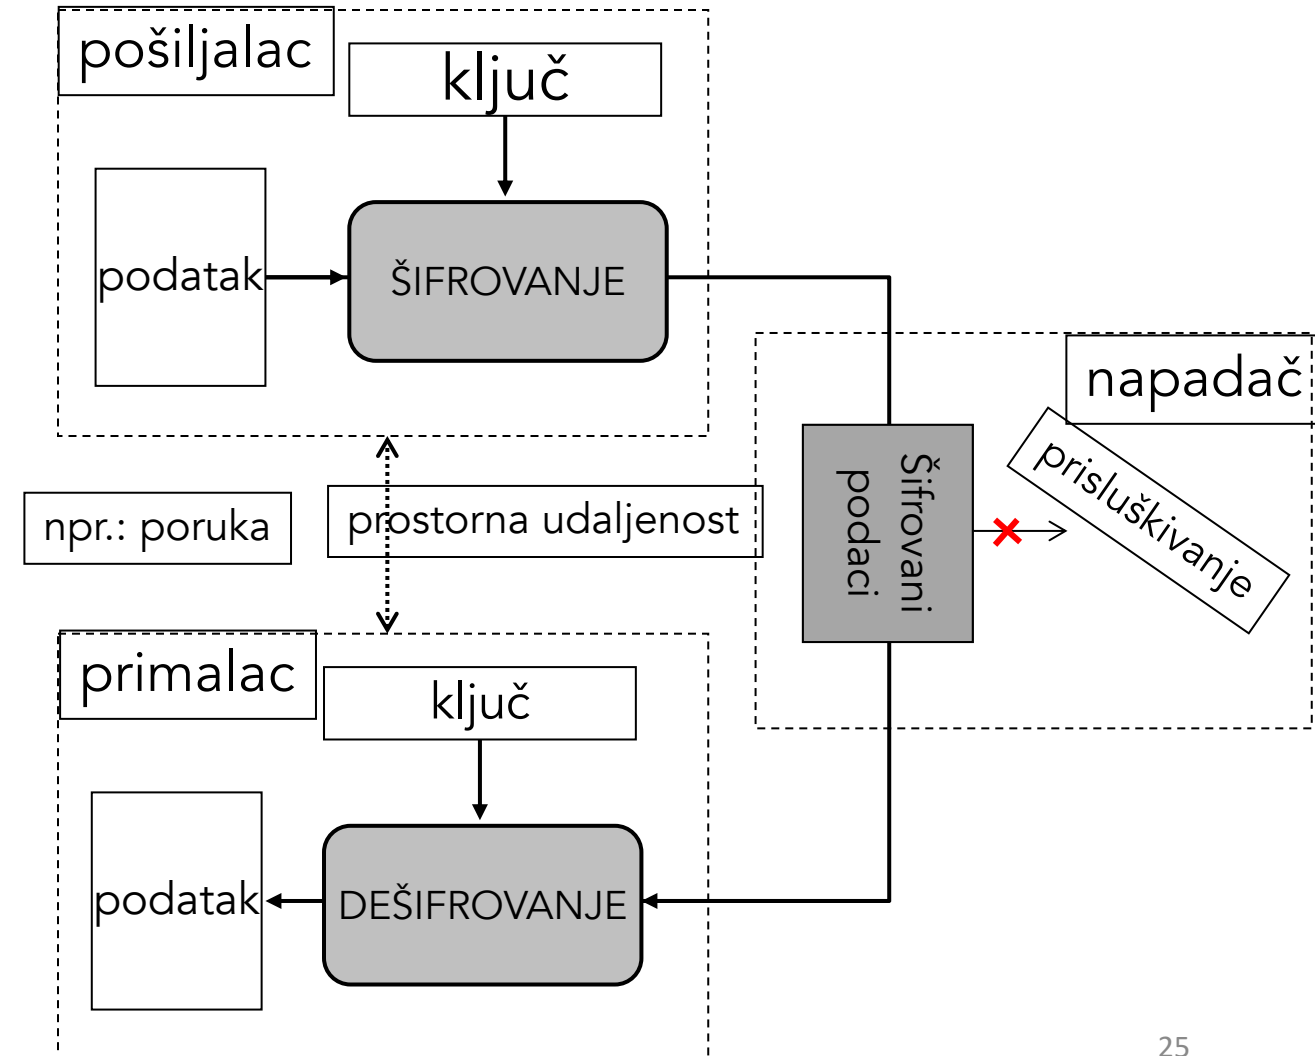 pošiljalac
ključ
podatak
ŠIFROVANJE
napadač
Šifrovani
podaci
prisluškivanje
npr.: poruka
prostorna udaljenost
primalac
ključ
podatak
DEŠIFROVANJE
25